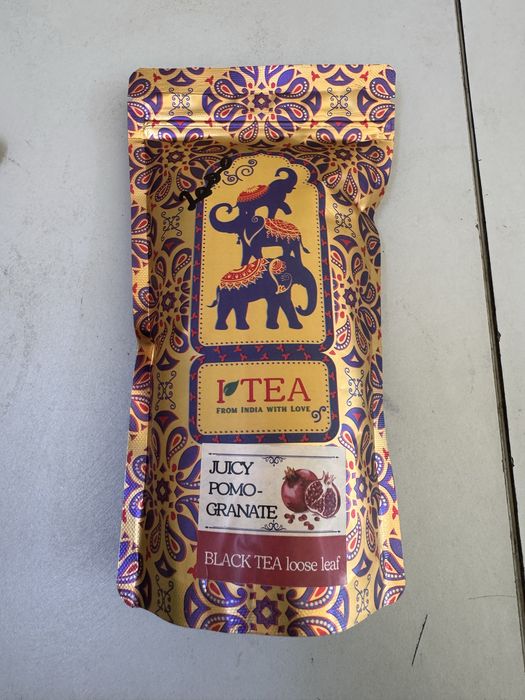 I TEA
FROM INDIA WITH LOVE
JUICY
POMO-
GRANATE
BLACK TEA loose leaf